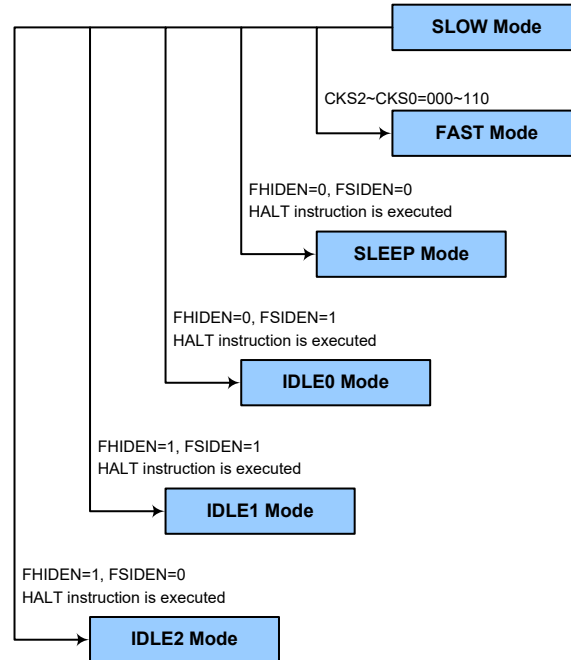 SLOW Mode
CKS2~CKS0=000~110
FAST Mode
FHIDEN=0, FSIDEN=0
HALT instruction is executed
SLEEP Mode
FHIDEN=0, FSIDEN=1
HALT instruction is executed
IDLE0 Mode
FHIDEN=1, FSIDEN=1
HALT instruction is executed
IDLE1 Mode
FHIDEN=1, FSIDEN=0
HALT instruction is executed
IDLE2 Mode